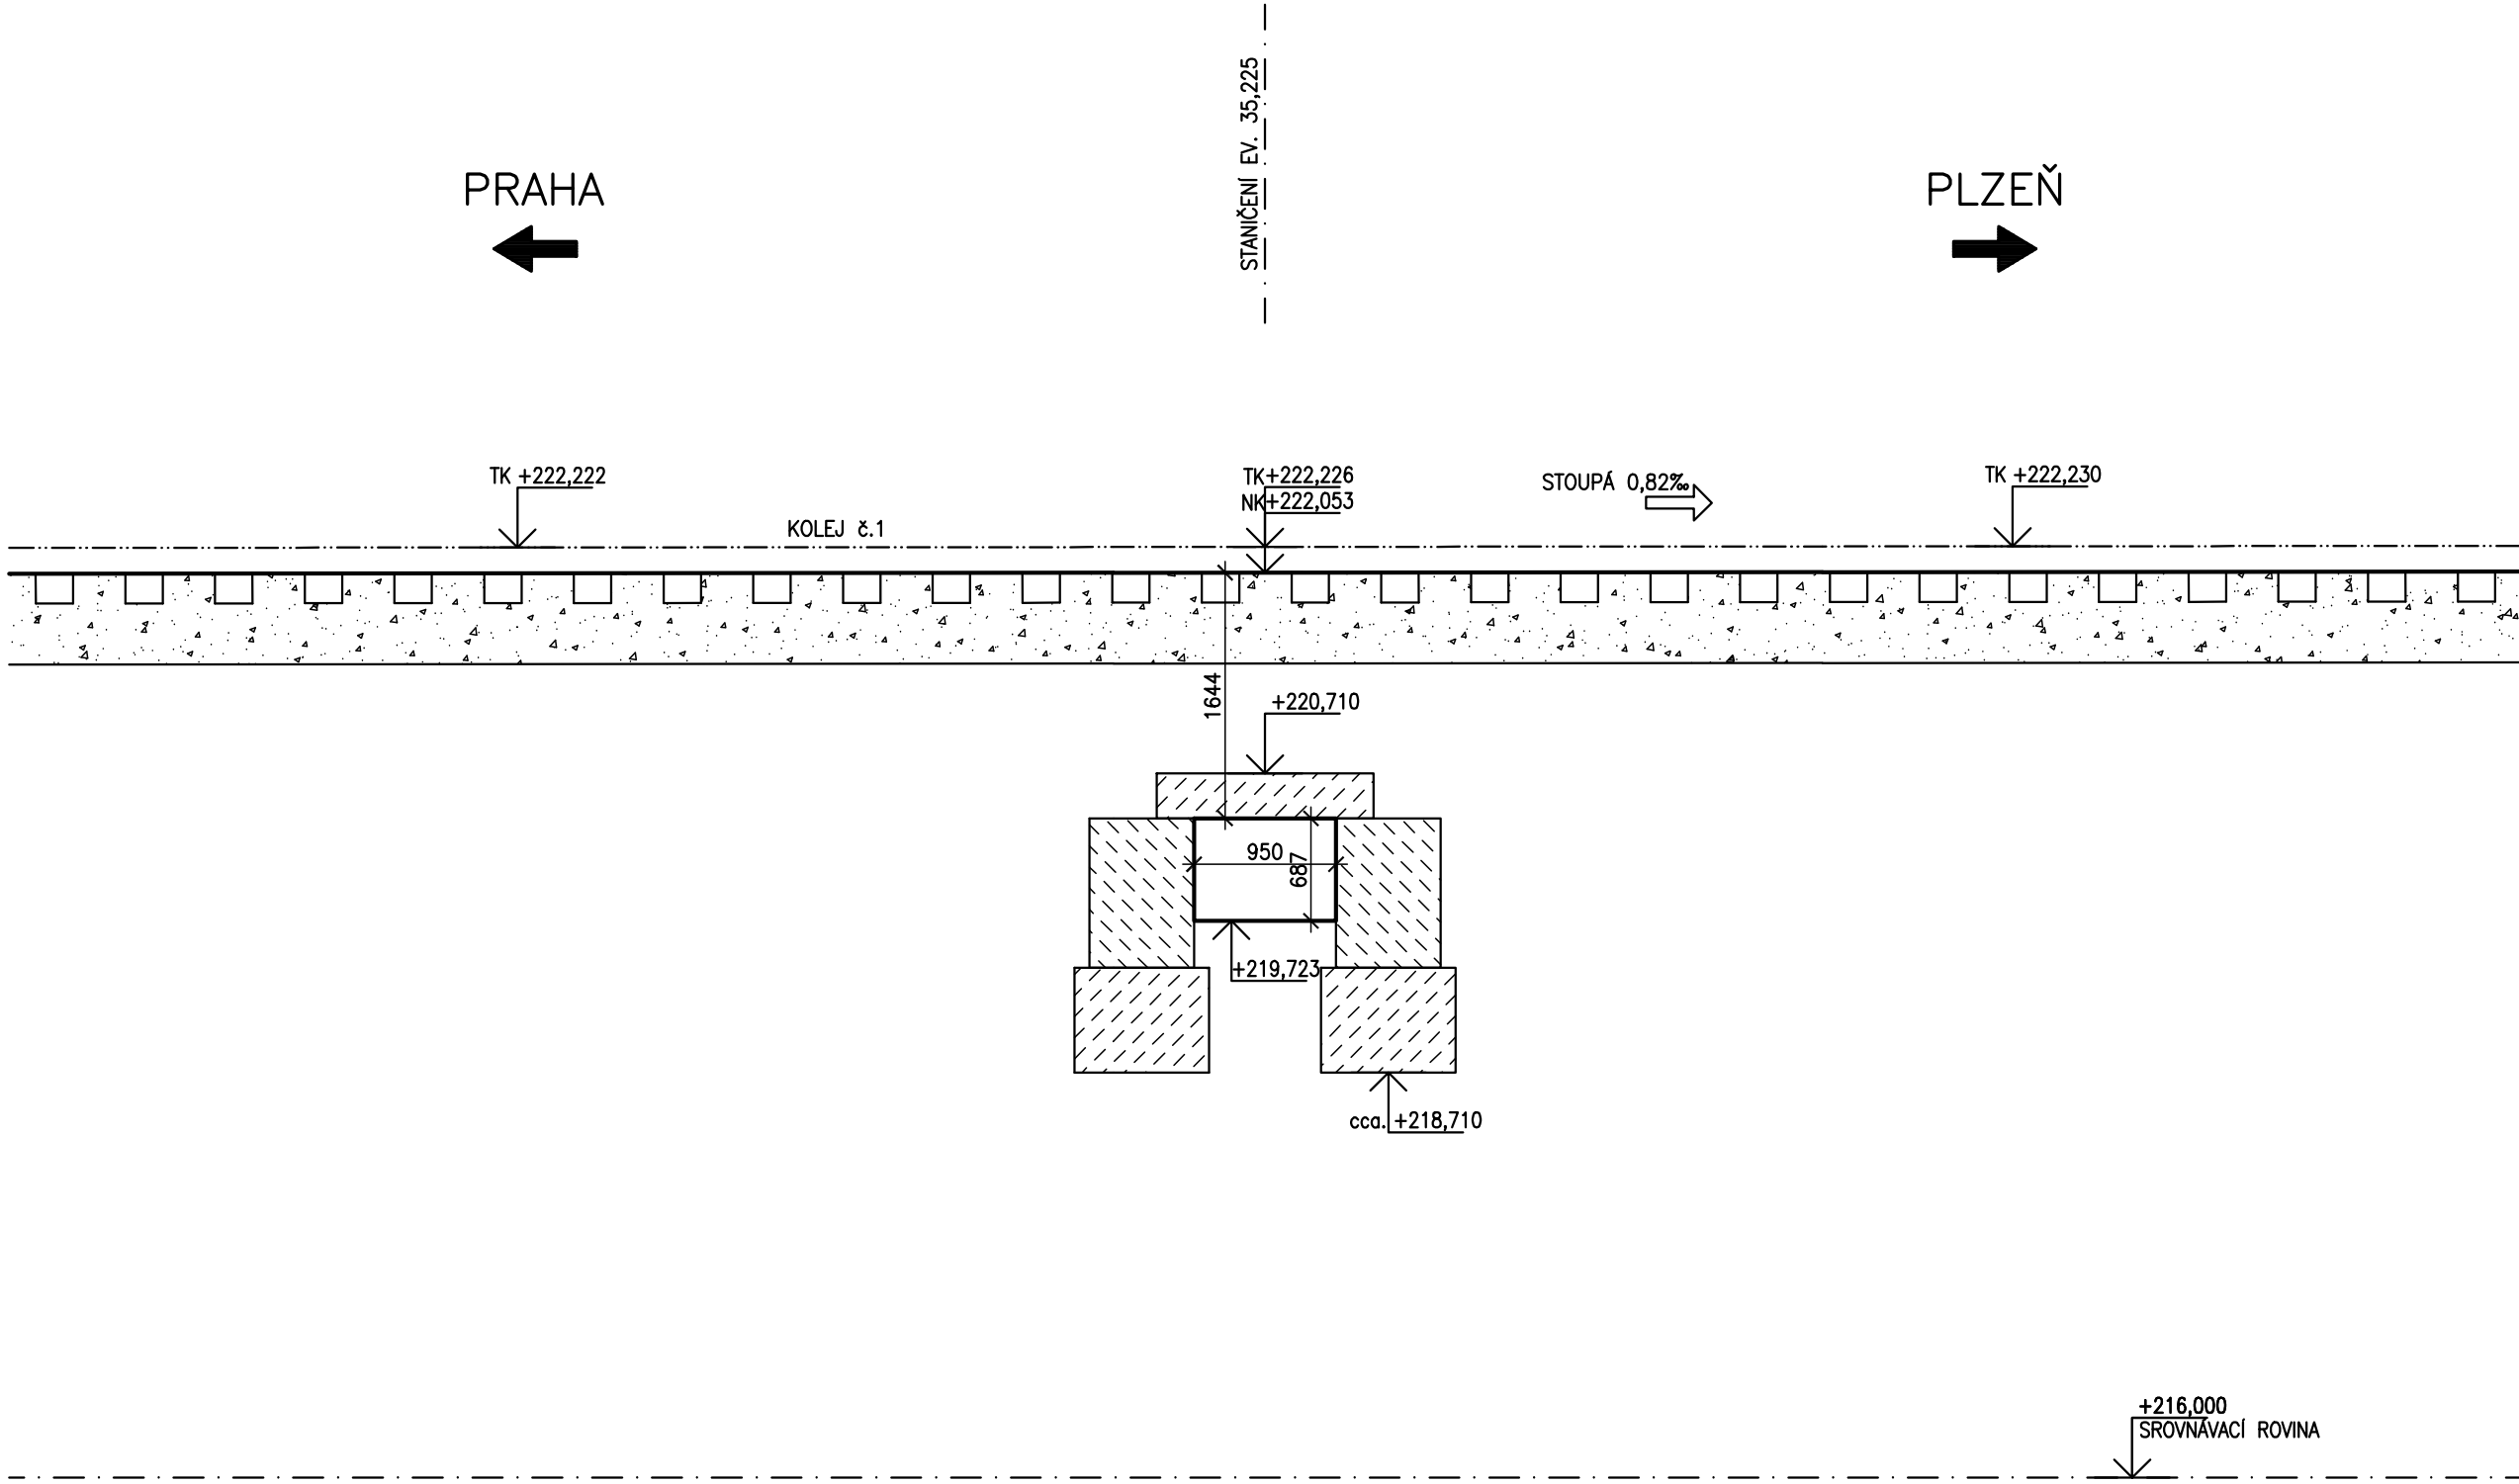 STANIČENÍ EV. 35,225
PRAHA
PLZEŇ
TK +222,222
TK+222,226
NK+222,053
STOUPÁ 0,82‰
TK +222,230
KOLEJ č.1
1644
+220,710
950
687
+219,723
cca. +218,710
+216,000
SROVNÁVACÍ ROVINA